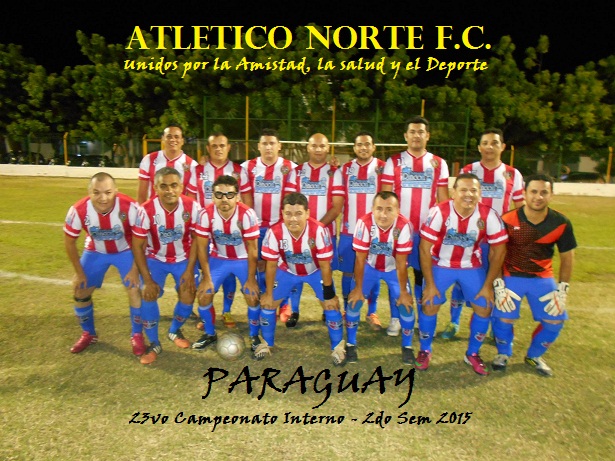 ATLETICO NORTE F.C.
Unidos por la Amistad, la salud y el Deporte
PARAGUAY
23vo Campeonato Interno - 2do Sem 2015